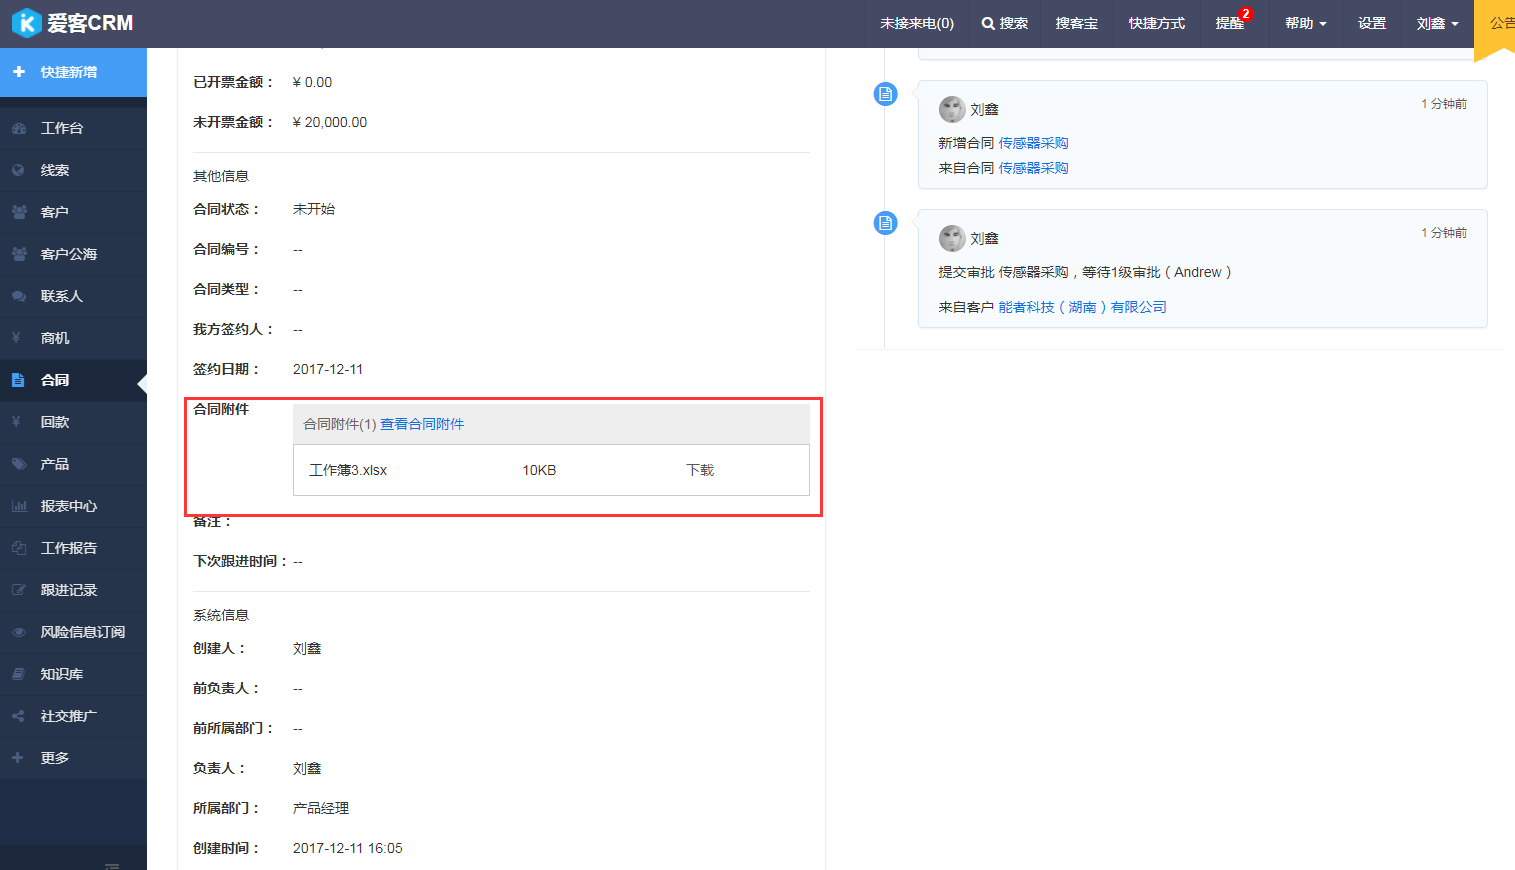 爱客CRM
未接来电(0)
搜索
搜客宝
快捷方式
提醒
2
帮助
设置
刘鑫
公告
快捷新增
工作台
线索
客户
客户公海
联系人
商机
合同
回款
产品
报表中心
工作报告
跟进记录
风险信息订阅
知识库
社交推广
更多
已开票金额： ¥ 0.00
未开票金额： ¥ 20,000.00
其他信息
合同状态： 未开始
合同编号： --
合同类型： --
我方签约人： --
签约日期： 2017-12-11
合同附件
合同附件(1) 查看合同附件
工作簿3.xlsx 10KB 下载
备注：
下次跟进时间： --
系统信息
创建人： 刘鑫
前负责人： --
前所属部门： --
负责人： 刘鑫
所属部门： 产品经理
创建时间： 2017-12-11 16:05
刘鑫
1 分钟前
新增合同 传感器采购
来自合同 传感器采购
刘鑫
1 分钟前
提交审批 传感器采购，等待1级审批（Andrew）
来自客户 能者科技（湖南）有限公司